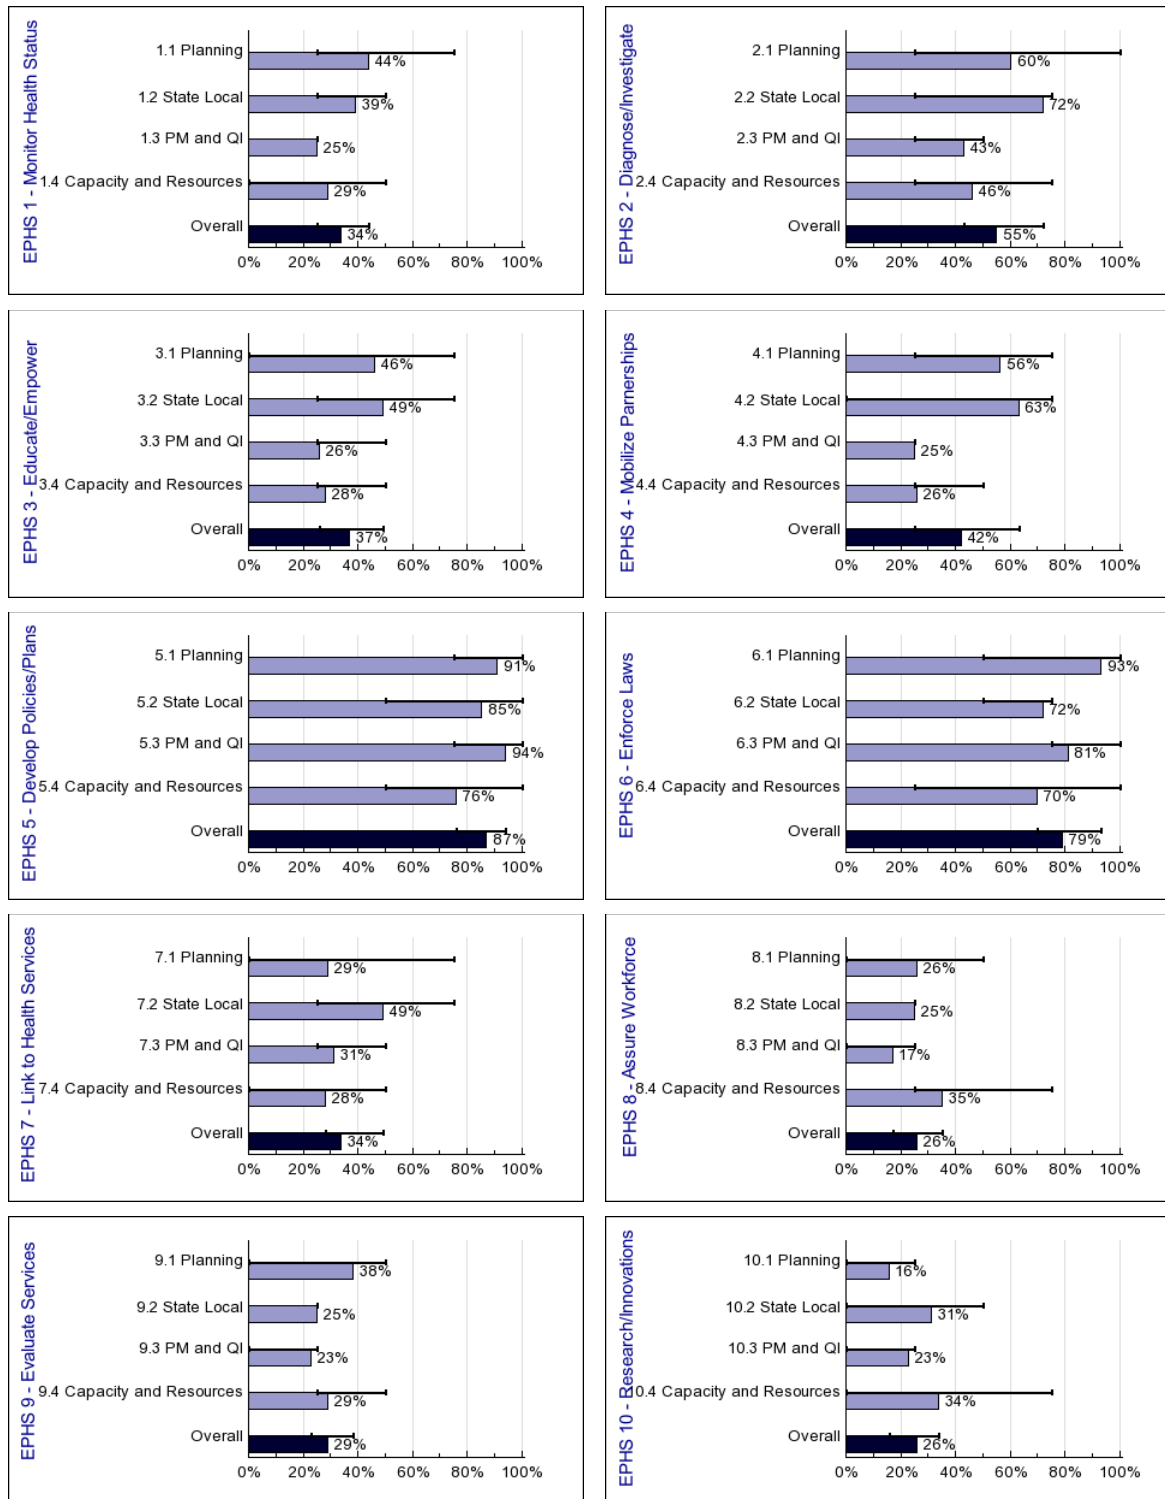 EPHS 1 - Monitor Health Status
1.1 Planning
44%
1.2 State Local
39%
1.3 PM and QI
25%
1.4 Capacity and Resources
29%
Overall
34%
0% 20% 40% 60% 80% 100%
EPHS 2 - Diagnose/Investigate
2.1 Planning
60%
2.2 State Local
72%
2.3 PM and QI
43%
2.4 Capacity and Resources
46%
Overall
55%
0% 20% 40% 60% 80% 100%
EPHS 3 - Educate/Empower
3.1 Planning
46%
3.2 State Local
49%
3.3 PM and QI
26%
3.4 Capacity and Resources
28%
Overall
37%
0% 20% 40% 60% 80% 100%
EPHS 4 - Mobilize Parnerships
4.1 Planning
56%
4.2 State Local
63%
4.3 PM and QI
25%
4.4 Capacity and Resources
26%
Overall
42%
0% 20% 40% 60% 80% 100%
EPHS 5 - Develop Policies/Plans
5.1 Planning
91%
5.2 State Local
85%
5.3 PM and QI
94%
5.4 Capacity and Resources
76%
Overall
87%
0% 20% 40% 60% 80% 100%
EPHS 6 - Enforce Laws
6.1 Planning
93%
6.2 State Local
72%
6.3 PM and QI
81%
6.4 Capacity and Resources
70%
Overall
79%
0% 20% 40% 60% 80% 100%
EPHS 7 - Link to Health Services
7.1 Planning
29%
7.2 State Local
49%
7.3 PM and QI
31%
7.4 Capacity and Resources
28%
Overall
34%
0% 20% 40% 60% 80% 100%
EPHS 8 - Assure Workforce
8.1 Planning
26%
8.2 State Local
25%
8.3 PM and QI
17%
8.4 Capacity and Resources
35%
Overall
26%
0% 20% 40% 60% 80% 100%
EPHS 9 - Evaluate Services
9.1 Planning
38%
9.2 State Local
25%
9.3 PM and QI
23%
9.4 Capacity and Resources
29%
Overall
29%
0% 20% 40% 60% 80% 100%
EPHS 10 - Research/Innovations
10.1 Planning
16%
10.2 State Local
31%
10.3 PM and QI
23%
10.4 Capacity and Resources
34%
Overall
26%
0% 20% 40% 60% 80% 100%